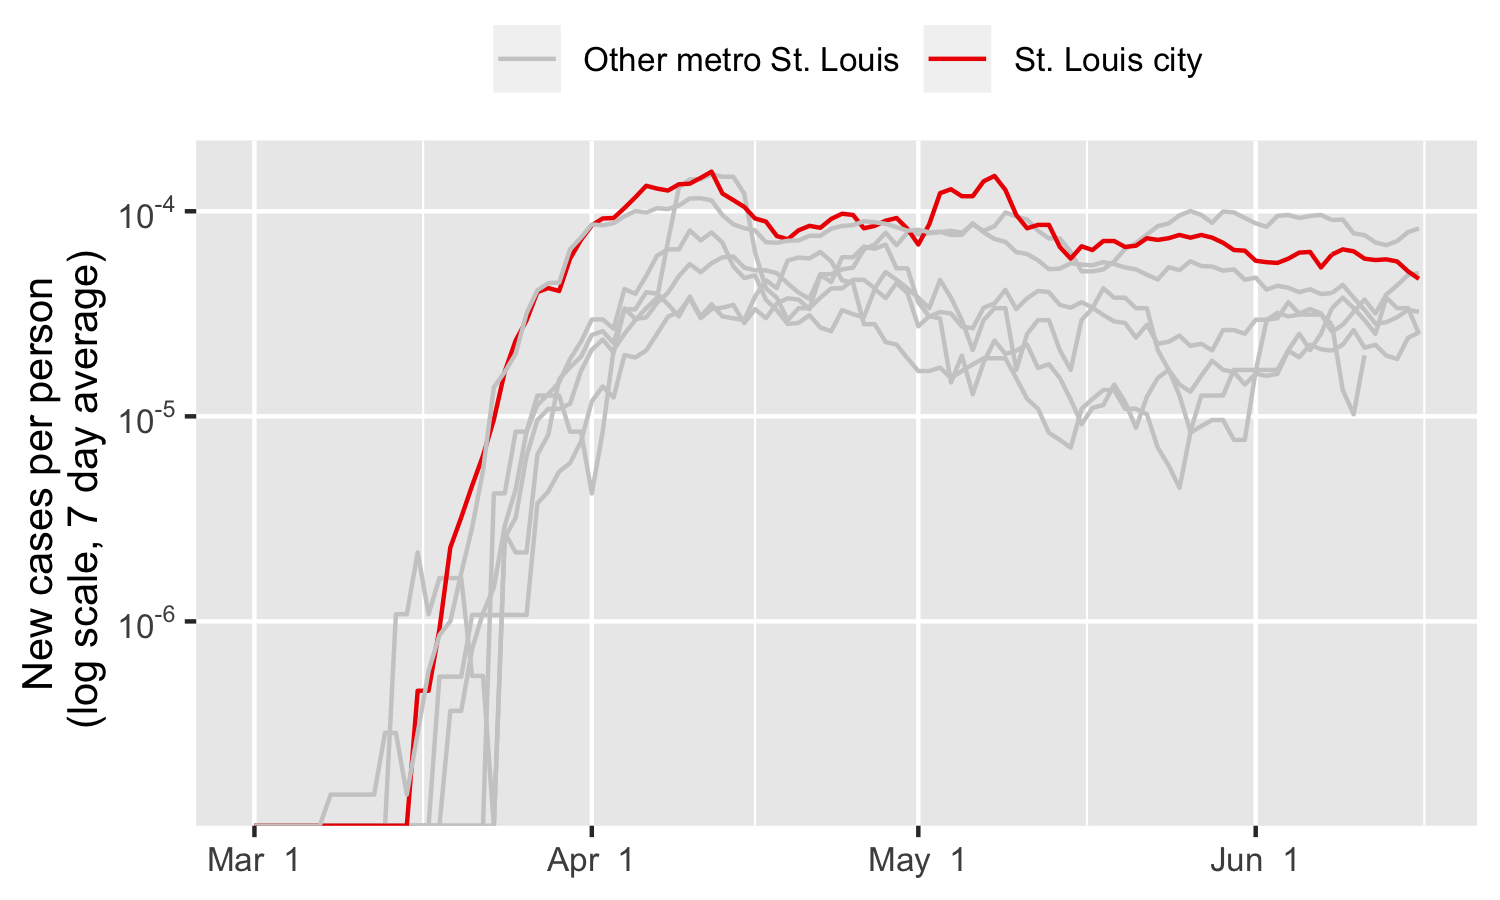 Other metro St. Louis
St. Louis city
New cases per person
(log scale, 7 day average)
10-4
10-5
10-6
Mar 1
Apr 1
May 1
Jun 1